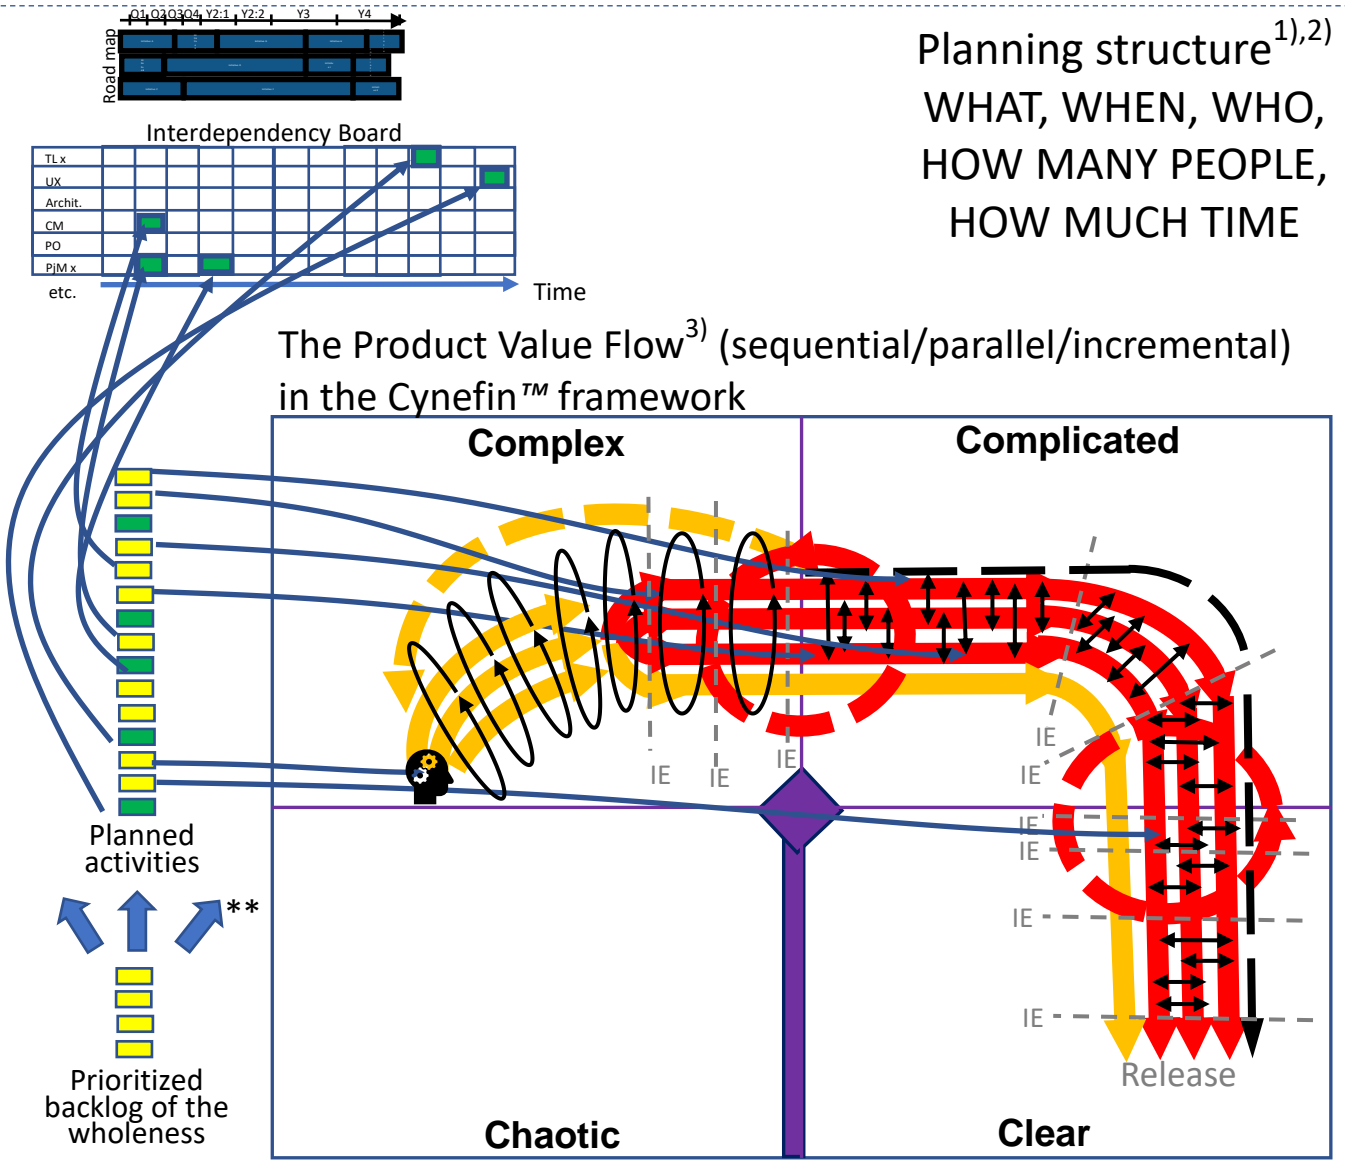 Q1 Q2 Q3 Q4 Y2:1 Y2:2 Y3 Y4
Road map
Planning structure1),2)
WHAT, WHEN, WHO,
HOW MANY PEOPLE,
HOW MUCH TIME
Interdependency Board
TL x
UX
Archit.
CM
PO
PjM x
etc.
Time
The Product Value Flow3) (sequential/parallel/incremental)
in the Cynefin™ framework
Complex
Complicated
IE
IE
IE
IE
IE
IE
IE
IE
IE
Release
Planned
activities
**
Prioritized
backlog of the
wholeness
Chaotic
Clear